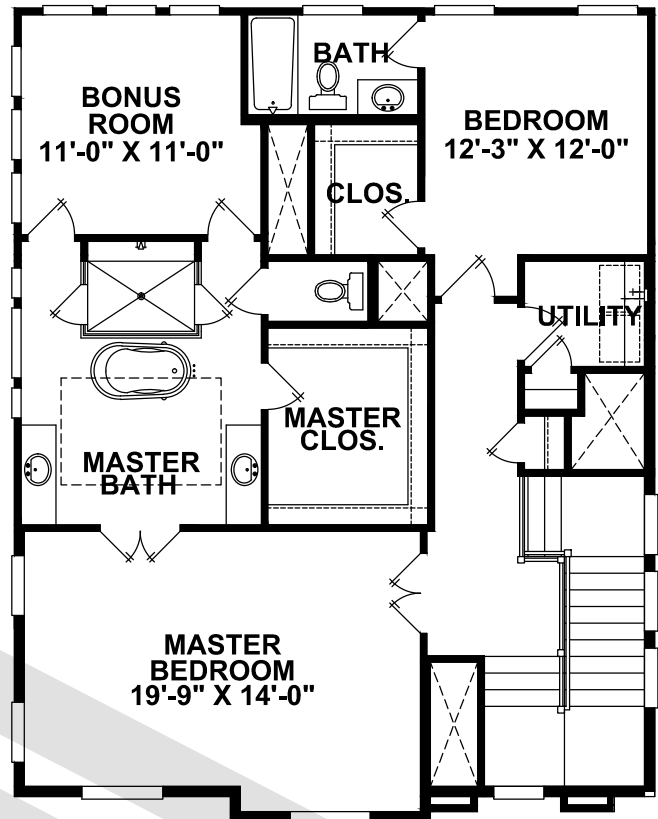 BATH
BONUS
ROOM
11'-0" X 11'-0"
BEDROOM
12'-3" X 12'-0"
CLOS.
UTILITY
MASTER
CLOS.
MASTER
BATH
MASTER
BEDROOM
19'-9" X 14'-0"